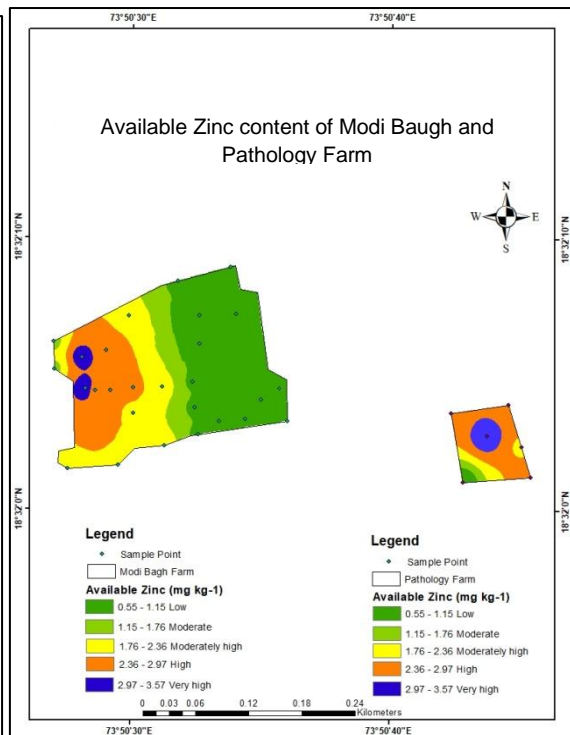 73°50'30"E 73°50'40"E
Available Zinc content of Modi Baugh and
Pathology Farm
N
W E
S
18°32'10"N 18°32'10"N
18°32'0"N 18°32'0"N
Legend
Sample Point
Modi Bagh Farm
Available Zinc (mg kg-1)
0.55 - 1.15 Low
1.15 - 1.76 Moderate
1.76 - 2.36 Moderately high
2.36 - 2.97 High
2.97 - 3.57 Very high
Legend
Sample Point
Pathology Farm
Available Zinc (mg kg-1)
0.55 - 1.15 Low
1.15 - 1.76 Moderate
1.76 - 2.36 Moderately high
2.36 - 2.97 High
2.97 - 3.57 Very high
0 0.03 0.06 0.12 0.18 0.24
Kilometers
73°50'30"E 73°50'40"E